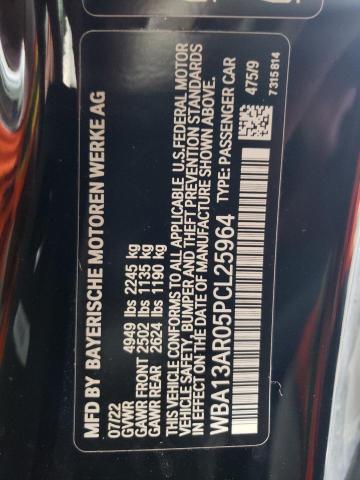 MFD BY BAYERISCHE MOTOREN WERKE AG
07/22
GVWR 4949 lbs 2245 kg
GAWR FRONT 2502 lbs 1135 kg
GAWR REAR 2624 lbs 1190 kg
THIS VEHICLE CONFORMS TO ALL APPLICABLE U.S. FEDERAL MOTOR
VEHICLE SAFETY, BUMPER AND THEFT PREVENTION STANDARDS
IN EFFECT ON THE DATE OF MANUFACTURE SHOWN ABOVE.
WBA13AR05PCL25964 TYPE: PASSENGER CAR
475/9
7315814